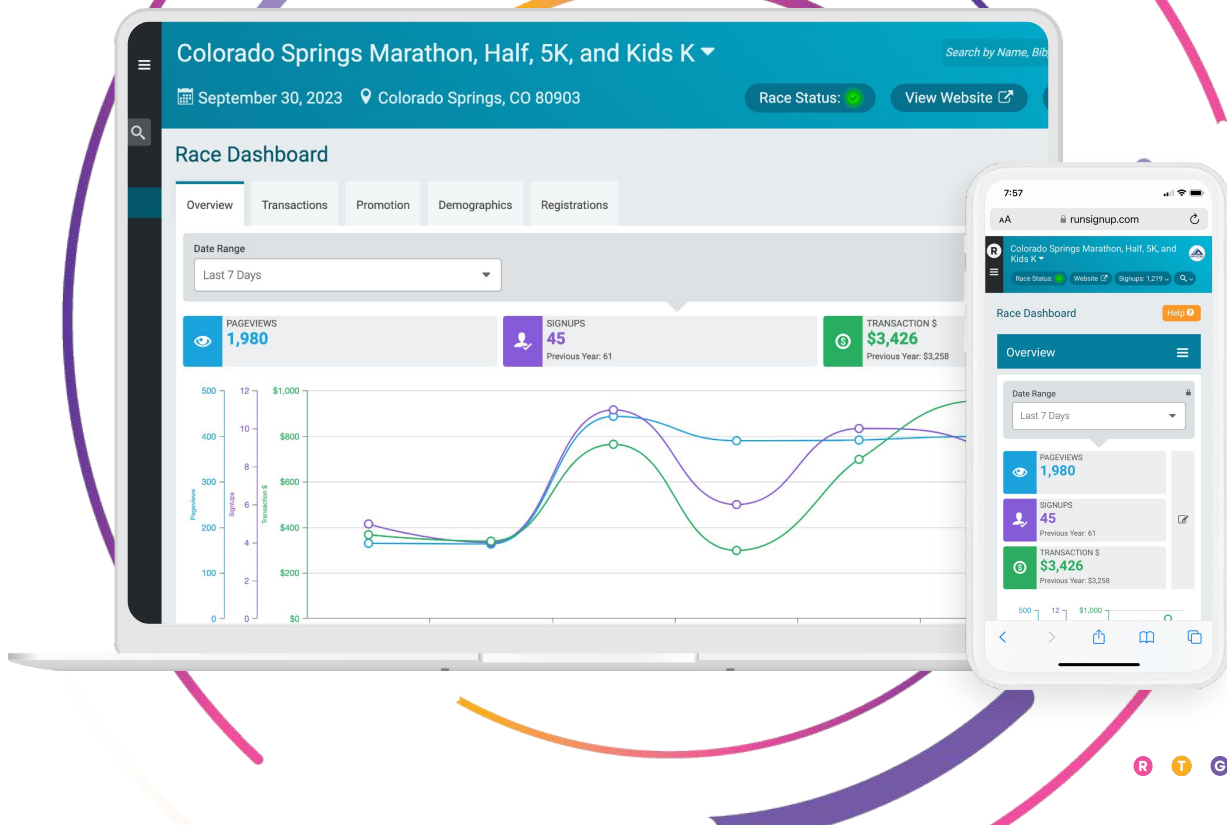 Colorado Springs Marathon, Half, 5K, and Kids K
Search by Name, Bib,
September 30, 2023 Colorado Springs, CO 80903
Race Status:
View Website
Race Dashboard
Overview Transactions Promotion Demographics Registrations
Date Range
Last 7 Days
PAGEVIEWS
1,980
SIGNUPS
45
Previous Year: 61
TRANSACTION $
$3,426
Previous Year: $3,258
Pageviews
500
400
300
200
100
0
SignUps
12
10
8
6
4
2
0
Transaction $
$1,000
$800
$600
$400
$200
$0
7:57
AA runsignup.com
R
Colorado Springs Marathon, Half, 5K, and
Kids K
Race Status: Website Signups: 1,219
Race Dashboard
Help
Overview
Date Range
Last 7 Days
PAGEVIEWS
1,980
SIGNUPS
45
Previous Year: 61
TRANSACTION $
$3,426
Previous Year: $3,258
500 12 $1,000
R T G